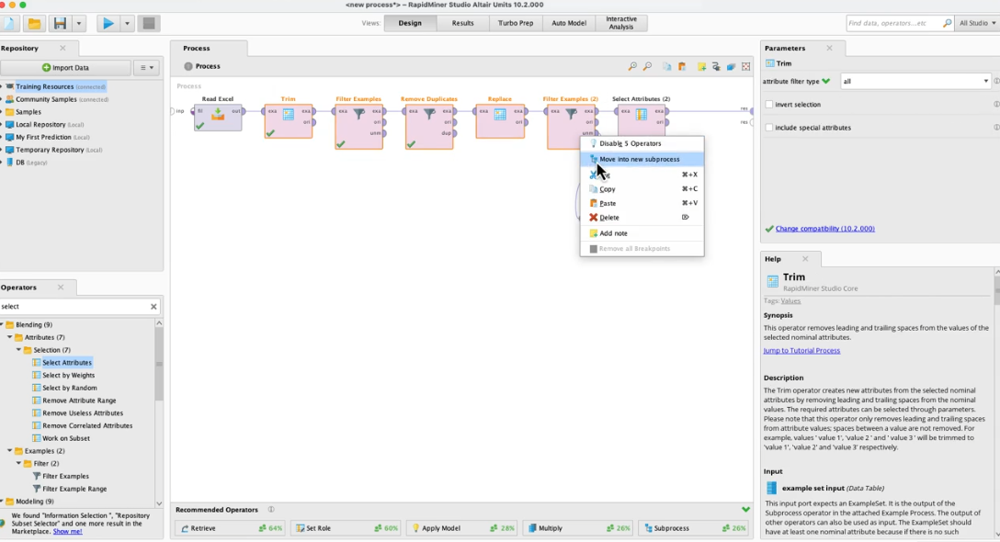 <new process*> – RapidMiner Studio Altair Units 10.2.000
Views: Design Results Turbo Prep Auto Model Interactive Analysis
Find data, operators...etc All Studio
Repository
Import Data
Training Resources (connected)
Community Samples (connected)
Samples
Local Repository (Local)
My First Prediction (Local)
Temporary Repository (Local)
DB (Legacy)
Operators
select
Blending (9)
Attributes (7)
Selection (7)
Select Attributes
Select by Weights
Select by Random
Remove Attribute Range
Remove Useless Attributes
Remove Correlated Attributes
Work on Subset
Examples (2)
Filter (2)
Filter Examples
Filter Example Range
Modeling (9)
We found "Information Selection ", "Repository
Subset Selector" and one more result in the
Marketplace. Show me!
Process
Process
Process
inp
Read Excel
fil out
Trim
exa exa
ori
Filter Examples
exa exa
ori
unm
Remove Duplicates
exa exa
ori
dup
Replace
exa exa
ori
Filter Examples (2)
exa exa
ori
unm
Select Attributes (2)
exa exa
ori
res
res
Disable 5 Operators
Move into new subprocess
⌘+X
Copy ⌘+C
Paste ⌘+V
Delete
Add note
Remove all Breakpoints
Recommended Operators
Retrieve 64%
Set Role 60%
Apply Model 28%
Multiply 26%
Subprocess 26%
Parameters
Trim
attribute filter type all
invert selection
include special attributes
Change compatibility (10.2.000)
Help
Trim
RapidMiner Studio Core
Tags: Values
Synopsis
This operator removes leading and trailing spaces from the values of the
selected nominal attributes.
Jump to Tutorial Process
Description
The Trim operator creates new attributes from the selected nominal
attributes by removing leading and trailing spaces from the nominal
values. The required attributes can be selected through parameters.
Please note that this operator only removes leading and trailing spaces
from attribute values; spaces between a value are not removed. For
example, values ' value 1', 'value 2 ' and ' value 3 ' will be trimmed to
'value 1', 'value 2' and 'value 3' respectively.
Input
example set input (Data Table)
This input port expects an ExampleSet. It is the output of the
Subprocess operator in the attached Example Process. The output of
other operators can also be used as input. The ExampleSet should
have at least one nominal attribute because if there is no such